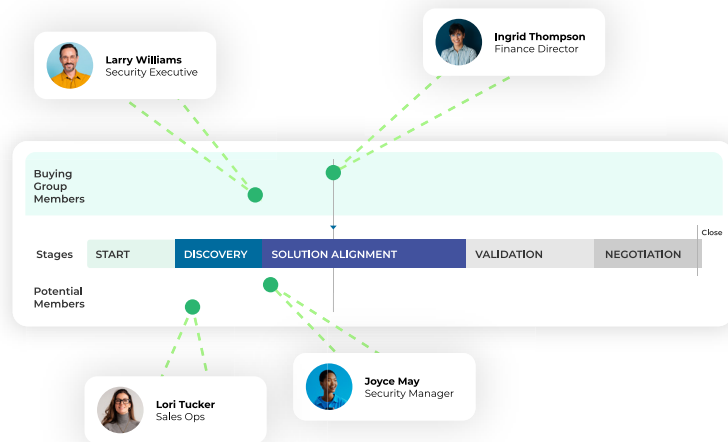 Ingrid Thompson
Finance Director
Larry Williams
Security Executive
Buying
Group
Members
Close
Stages
START
DISCOVERY
SOLUTION ALIGNMENT
VALIDATION
NEGOTIATION
Potential
Members
Joyce May
Security Manager
Lori Tucker
Sales Ops